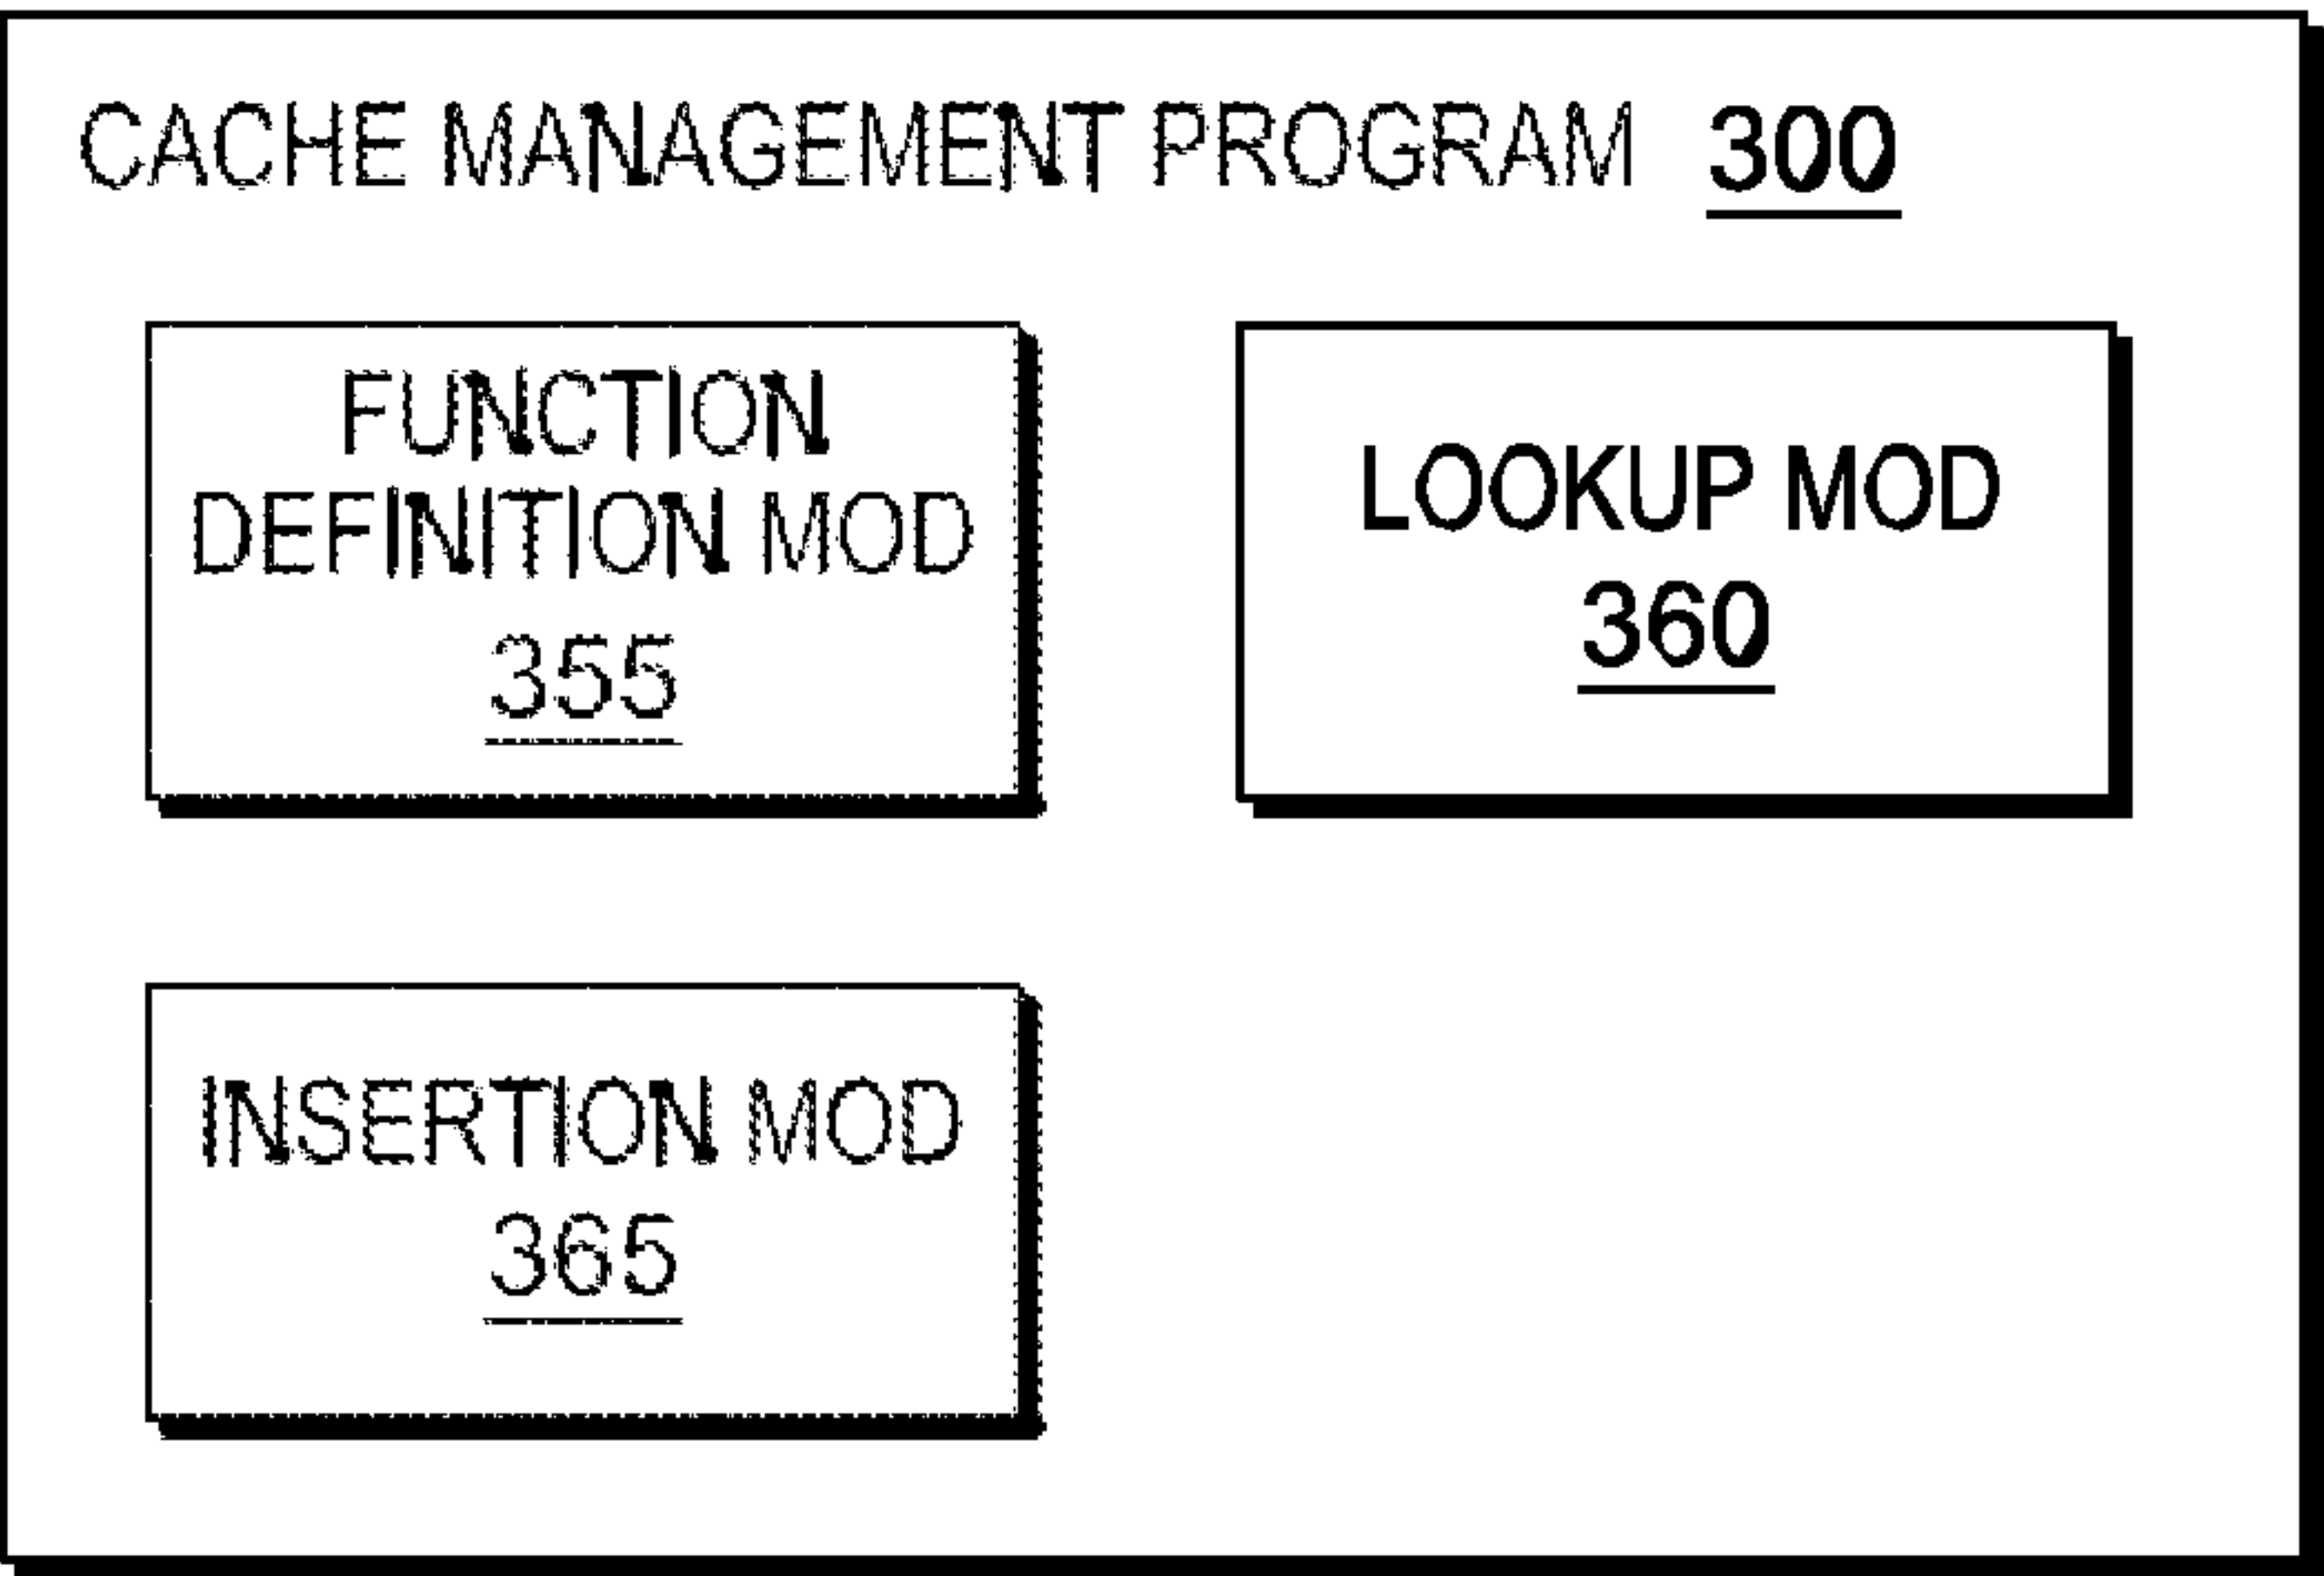 CACHE MANAGEMENT PROGRAM 300
FUNCTION
DEFINITION MOD
355
LOOKUP MOD
360
INSERTION MOD
365